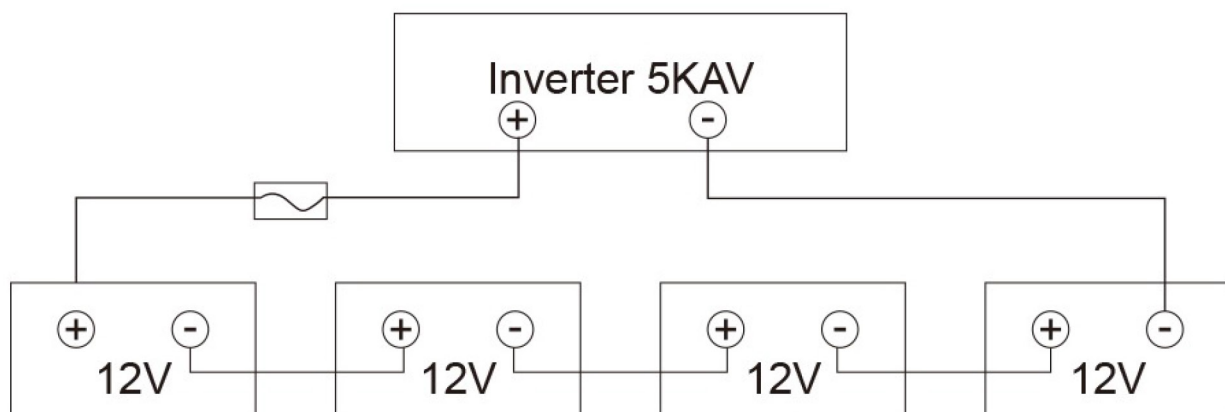 Inverter 5KAV
+ -
+ - + - + - + -
12V 12V 12V 12V